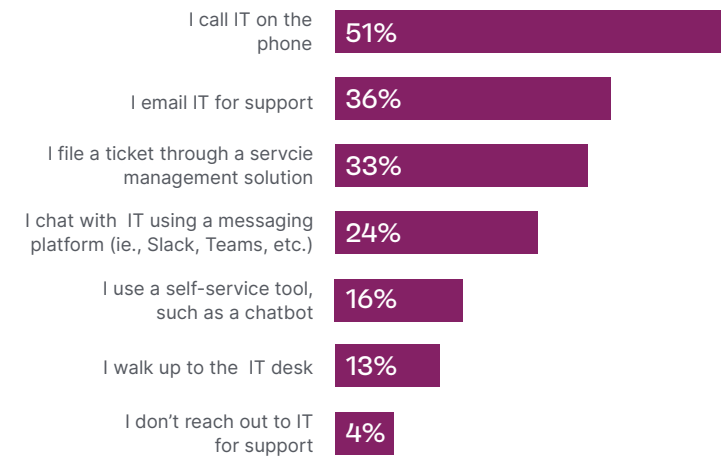 I call IT on the
phone
51%
I email IT for support
36%
I file a ticket through a servcie
management solution
33%
I chat with  IT using a messaging
platform (ie., Slack, Teams, etc.)
24%
I use a self-service tool,
such as a chatbot
16%
I walk up to the  IT desk
13%
I don’t reach out to IT
for support
4%